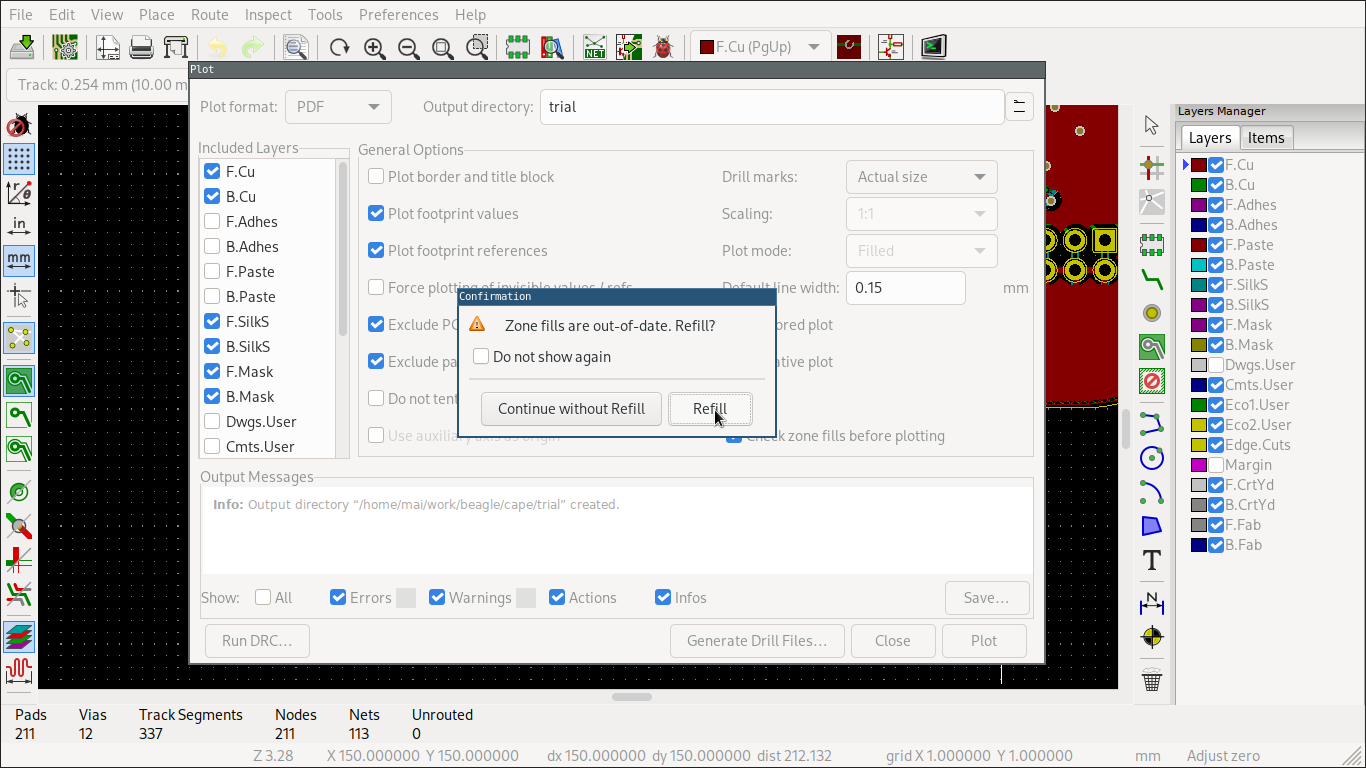 File Edit View Place Route Inspect Tools Preferences Help
F.Cu (PgUp)
Track: 0.254 mm (10.00 m
Plot
Plot format: PDF Output directory: trial
Included Layers
F.Cu
B.Cu
F.Adhes
B.Adhes
F.Paste
B.Paste
F.SilkS
B.SilkS
F.Mask
B.Mask
Dwgs.User
Cmts.User
General Options
Plot border and title block
Plot footprint values
Plot footprint references
Force plotting of invisible values / refs
Exclude PC
Exclude pa
Do not tent
Use auxiliary axis as origin
Drill marks: Actual size
Scaling: 1:1
Plot mode: Filled
Default line width: 0.15 mm
ored plot
ative plot
Check zone fills before plotting
Confirmation
Zone fills are out-of-date. Refill?
Do not show again
Continue without Refill Refill
Output Messages
Info: Output directory “/home/mai/work/beagle/cape/trial” created.
Show: All Errors Warnings Actions Infos Save...
Run DRC... Generate Drill Files... Close Plot
in
mm
NET
Layers Manager
Layers Items
F.Cu
B.Cu
F.Adhes
B.Adhes
F.Paste
B.Paste
F.SilkS
B.SilkS
F.Mask
B.Mask
Dwgs.User
Cmts.User
Eco1.User
Eco2.User
Edge.Cuts
Margin
F.CrtYd
B.CrtYd
F.Fab
B.Fab
T
N
Pads Vias Track Segments Nodes Nets Unrouted
211 12 337 211 113 0
Z 3.28 X 150.000000 Y 150.000000 dx 150.000000 dy 150.000000 dist 212.132 grid X 1.000000 Y 1.000000 mm Adjust zero